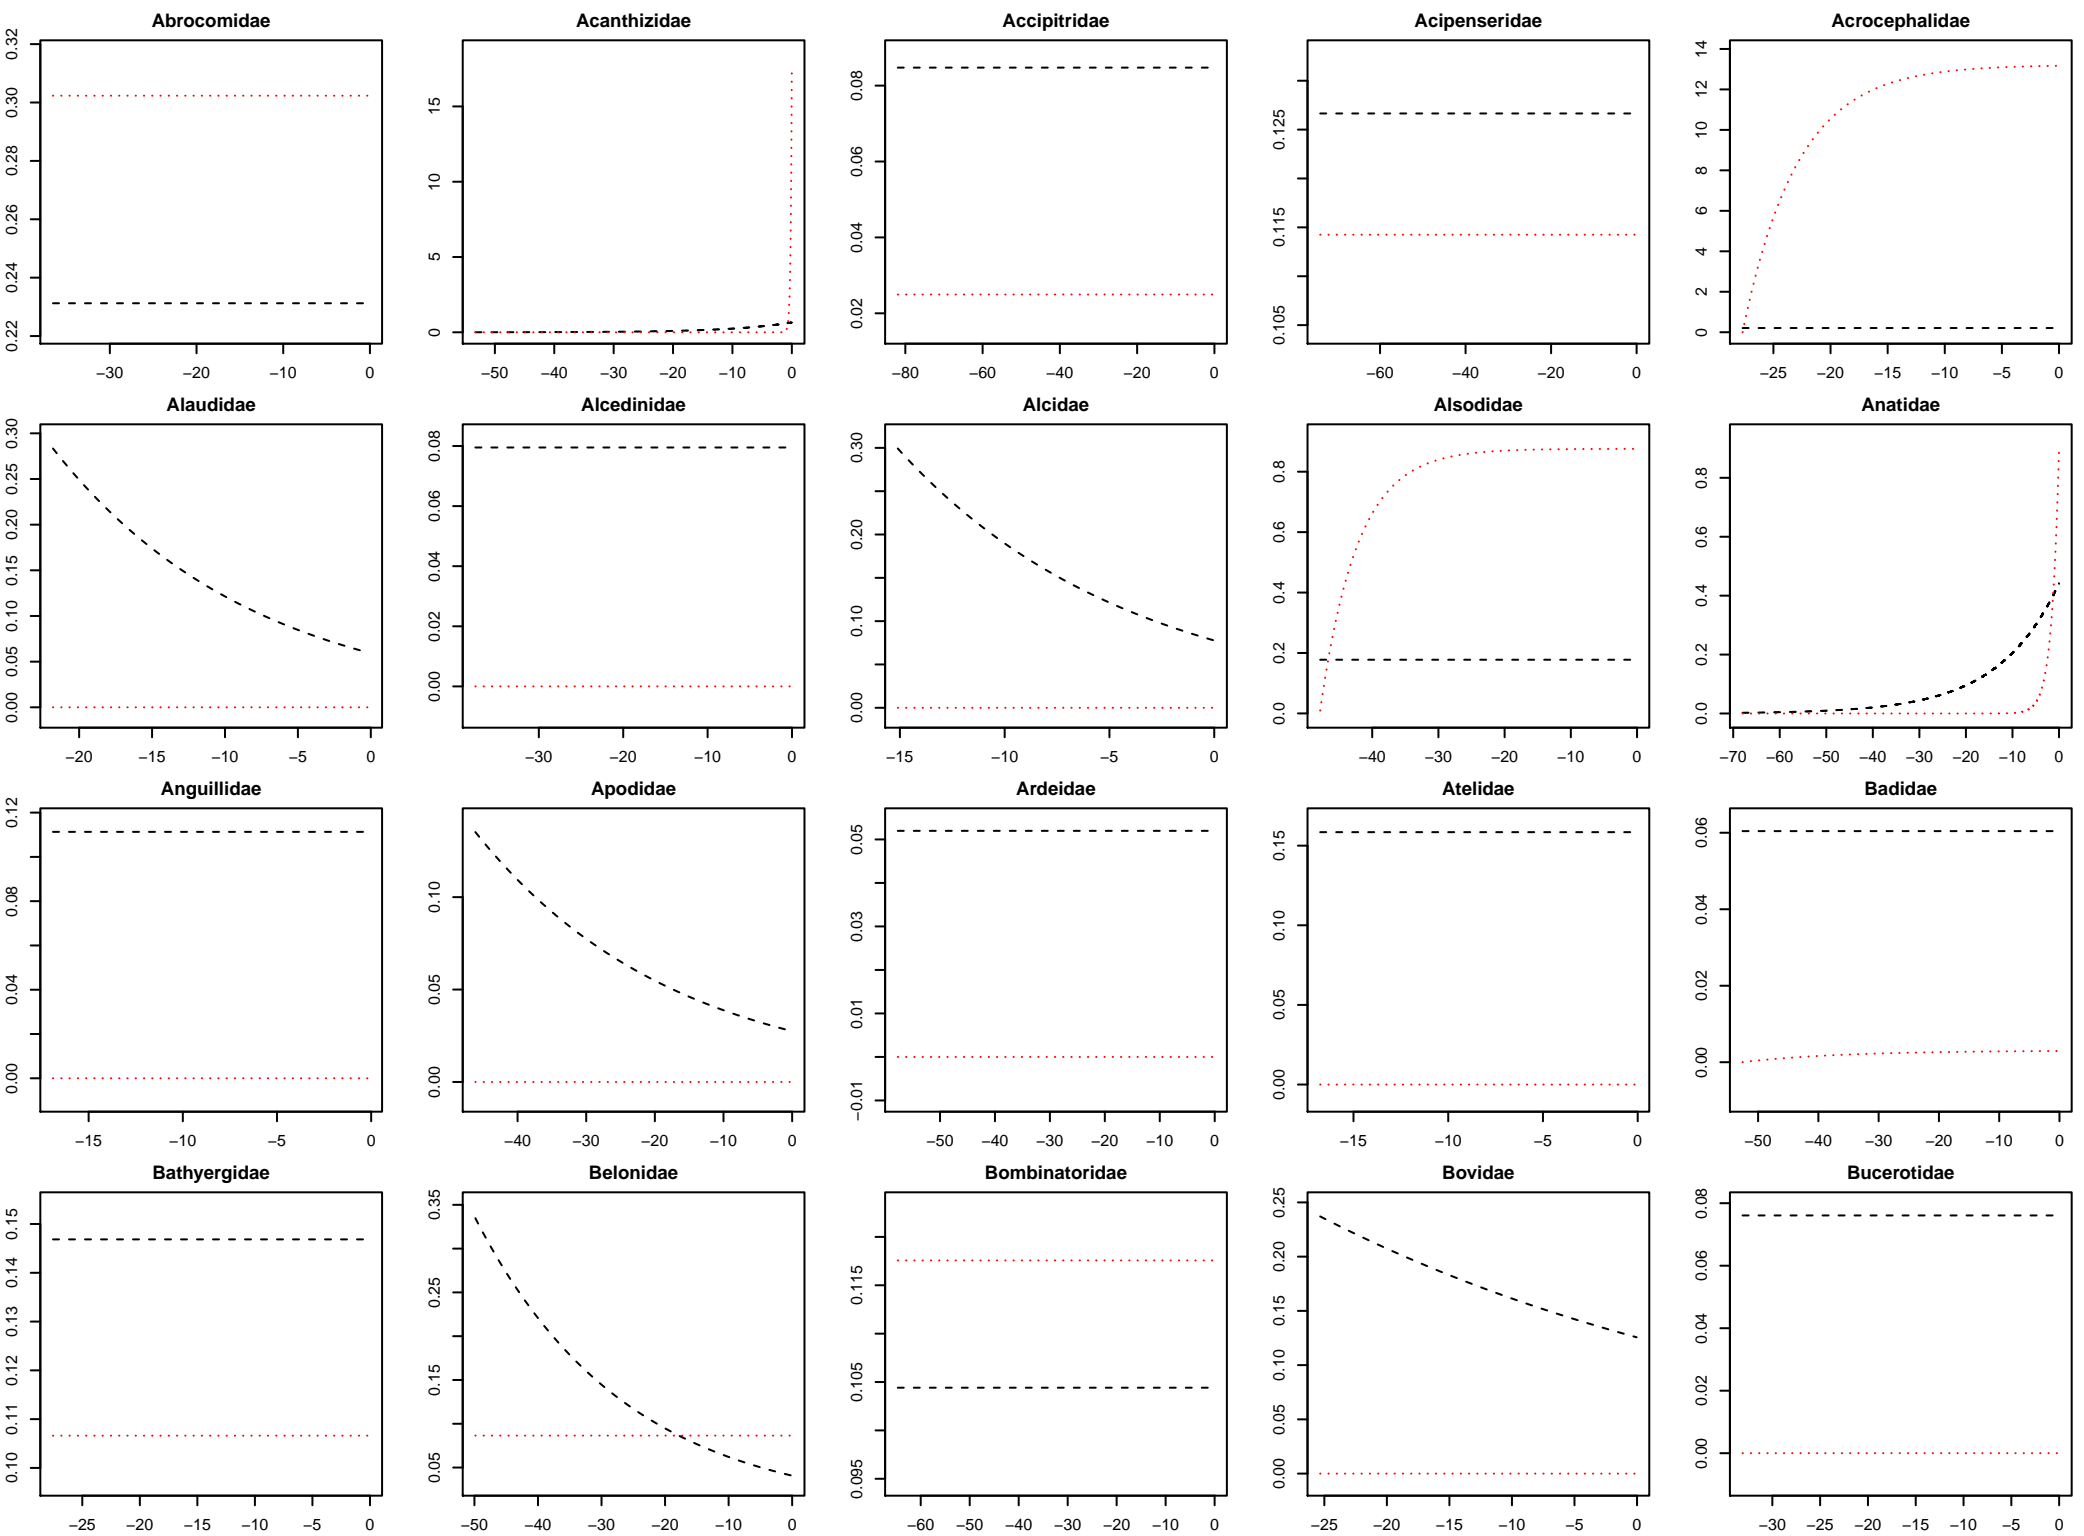 Abrocomidae
0.22 0.24 0.26 0.28 0.30 0.32
−30 −20 −10 0
Acanthizidae
0 5 10 15
−50 −40 −30 −20 −10 0
Accipitridae
0.02 0.04 0.06 0.08
−80 −60 −40 −20 0
Acipenseridae
0.105 0.115 0.125
−60 −40 −20 0
Acrocephalidae
0 2 4 6 8 10 12 14
−25 −20 −15 −10 −5 0
Alaudidae
0.00 0.05 0.10 0.15 0.20 0.25 0.30
−20 −15 −10 −5 0
Alcedinidae
0.00 0.02 0.04 0.06 0.08
−30 −20 −10 0
Alcidae
0.00 0.10 0.20 0.30
−15 −10 −5 0
Alsodidae
0.0 0.2 0.4 0.6 0.8
−40 −30 −20 −10 0
Anatidae
0.0 0.2 0.4 0.6 0.8
−70 −60 −50 −40 −30 −20 −10 0
Anguillidae
0.00 0.04 0.08 0.12
−15 −10 −5 0
Apodidae
0.00 0.05 0.10
−40 −30 −20 −10 0
Ardeidae
−0.01 0.01 0.03 0.05
−50 −40 −30 −20 −10 0
Atelidae
0.00 0.05 0.10 0.15
−15 −10 −5 0
Badidae
0.00 0.02 0.04 0.06
−50 −40 −30 −20 −10 0
Bathyergidae
0.10 0.11 0.12 0.13 0.14 0.15
−25 −20 −15 −10 −5 0
Belonidae
0.05 0.15 0.25 0.35
−50 −40 −30 −20 −10 0
Bombinatoridae
0.095 0.105 0.115
−60 −50 −40 −30 −20 −10 0
Bovidae
0.00 0.05 0.10 0.15 0.20 0.25
−25 −20 −15 −10 −5 0
Bucerotidae
0.00 0.02 0.04 0.06 0.08
−30 −25 −20 −15 −10 −5 0